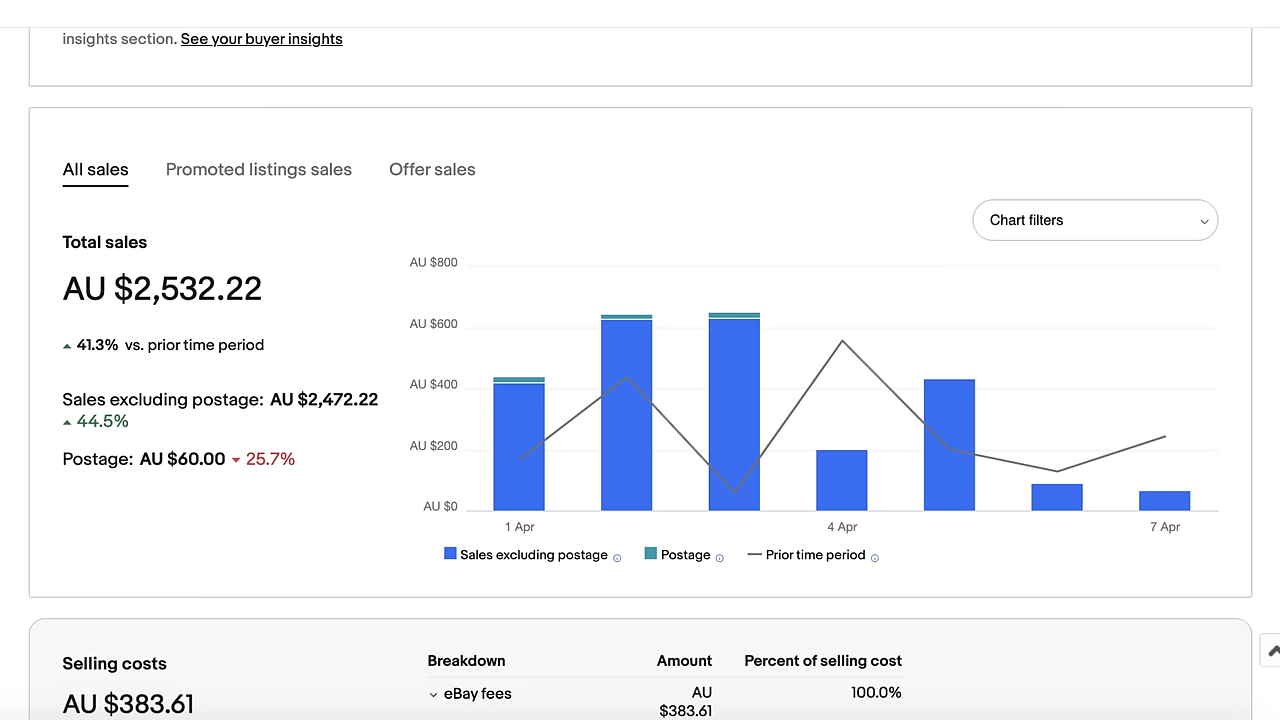 insights section. See your buyer insights
All sales
Promoted listings sales
Offer sales
Chart filters
Total sales
AU $2,532.22
41.3% vs. prior time period
Sales excluding postage: AU $2,472.22
44.5%
Postage: AU $60.00 25.7%
AU $800
AU $600
AU $400
AU $200
AU $0
1 Apr
4 Apr
7 Apr
Sales excluding postage
Postage
Prior time period
Selling costs
AU $383.61
Breakdown Amount Percent of selling cost
eBay fees AU $383.61 100.0%